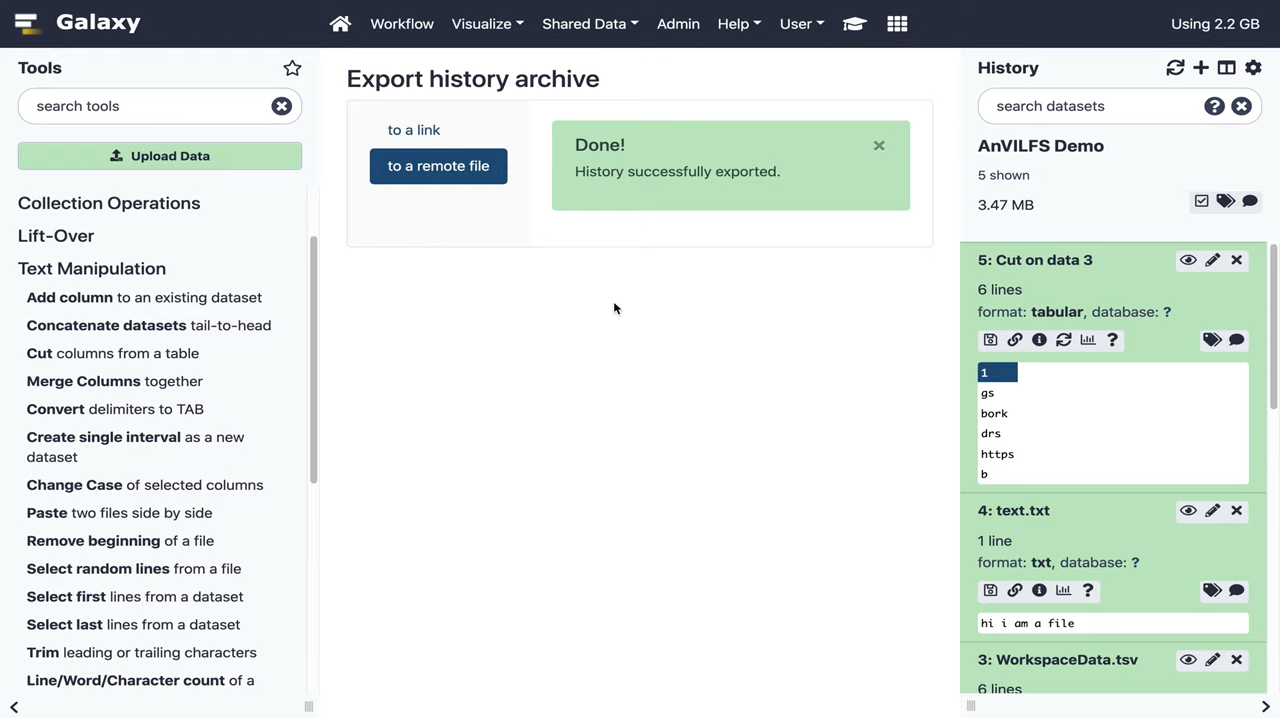 Galaxy
Workflow
Visualize
Shared Data
Admin
Help
User
Using 2.2 GB
Tools
search tools
Upload Data
Collection Operations
Lift-Over
Text Manipulation
Add column to an existing dataset
Concatenate datasets tail-to-head
Cut columns from a table
Merge Columns together
Convert delimiters to TAB
Create single interval as a new
dataset
Change Case of selected columns
Paste two files side by side
Remove beginning of a file
Select random lines from a file
Select first lines from a dataset
Select last lines from a dataset
Trim leading or trailing characters
Line/Word/Character count of a
Export history archive
to a link
to a remote file
Done!
History successfully exported.
History
search datasets
AnVILFS Demo
5 shown
3.47 MB
5: Cut on data 3
6 lines
format: tabular, database: ?
1
gs
bork
drs
https
b
4: text.txt
1 line
format: txt, database: ?
hi i am a file
3: WorkspaceData.tsv
6 lines